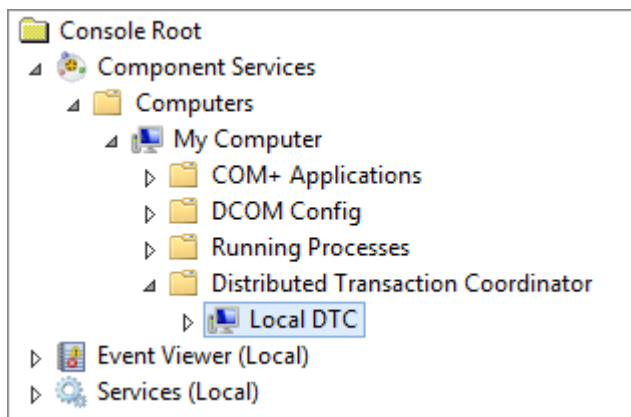 Console Root
Component Services
Computers
My Computer
COM+ Applications
DCOM Config
Running Processes
Distributed Transaction Coordinator
Local DTC
Event Viewer (Local)
Services (Local)